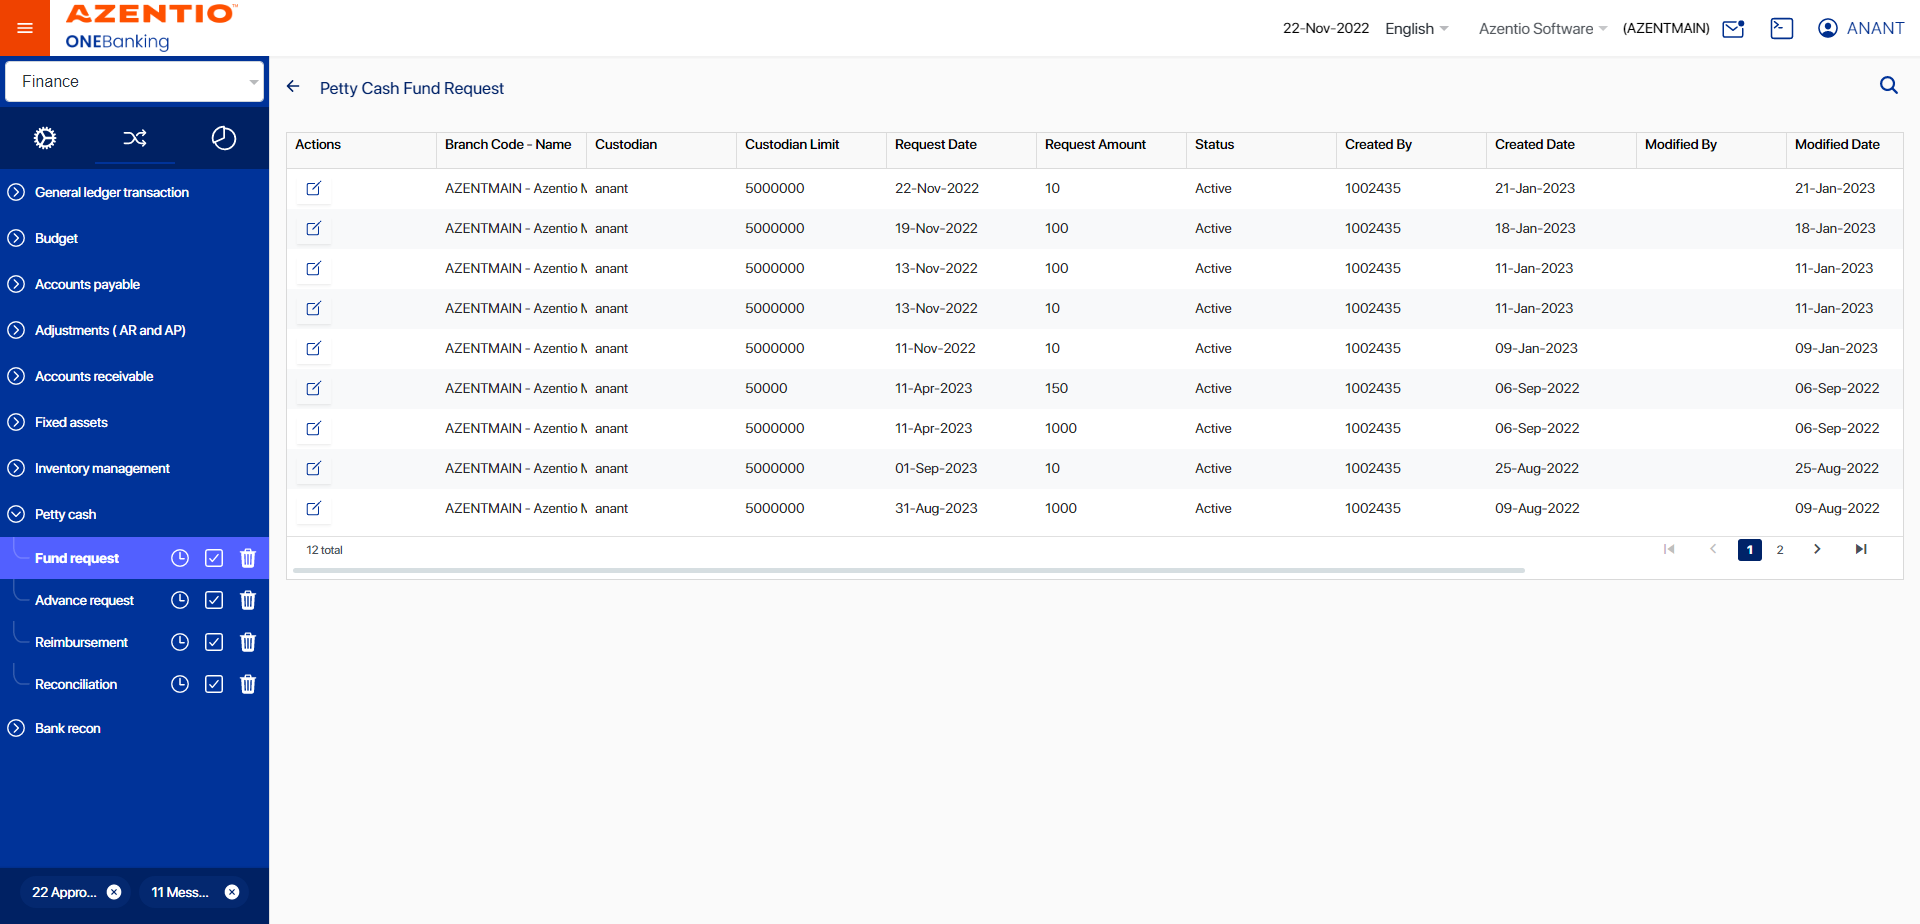 AZENTIO™
ONEBanking
22-Nov-2022 English Azentio Software (AZENTMAIN) ANANT
Finance
General ledger transaction
Budget
Accounts payable
Adjustments ( AR and AP)
Accounts receivable
Fixed assets
Inventory management
Petty cash
Fund request
Advance request
Reimbursement
Reconciliation
Bank recon
22 Appro...
11 Mess...
Petty Cash Fund Request
Actions Branch Code - Name Custodian Custodian Limit Request Date Request Amount Status Created By Created Date Modified By Modified Date
AZENTMAIN - Azentio M anant 5000000 22-Nov-2022 10 Active 1002435 21-Jan-2023 21-Jan-2023
AZENTMAIN - Azentio M anant 5000000 19-Nov-2022 100 Active 1002435 18-Jan-2023 18-Jan-2023
AZENTMAIN - Azentio M anant 5000000 13-Nov-2022 100 Active 1002435 11-Jan-2023 11-Jan-2023
AZENTMAIN - Azentio M anant 5000000 13-Nov-2022 10 Active 1002435 11-Jan-2023 11-Jan-2023
AZENTMAIN - Azentio M anant 5000000 11-Nov-2022 10 Active 1002435 09-Jan-2023 09-Jan-2023
AZENTMAIN - Azentio M anant 50000 11-Apr-2023 150 Active 1002435 06-Sep-2022 06-Sep-2022
AZENTMAIN - Azentio M anant 5000000 11-Apr-2023 1000 Active 1002435 06-Sep-2022 06-Sep-2022
AZENTMAIN - Azentio M anant 5000000 01-Sep-2023 10 Active 1002435 25-Aug-2022 25-Aug-2022
AZENTMAIN - Azentio M anant 5000000 31-Aug-2023 1000 Active 1002435 09-Aug-2022 09-Aug-2022
12 total
1 2